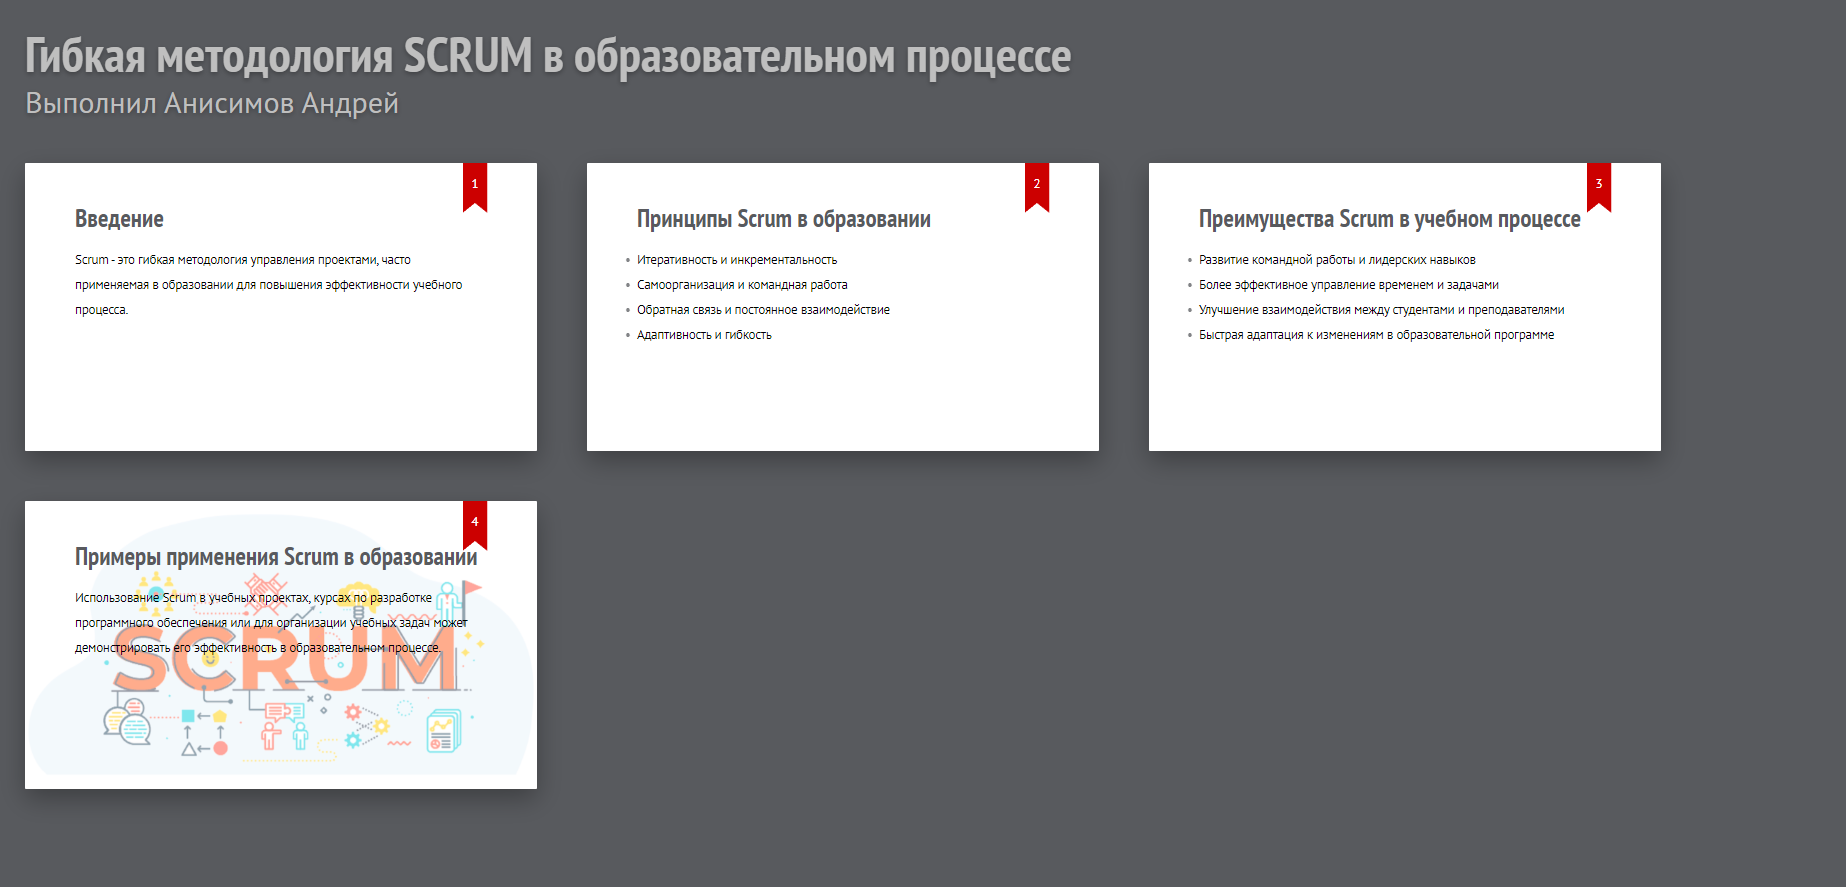 Гибкая методология SCRUM в образовательном процессе
Выполнил Анисимов Андрей
1
Введение
Scrum - это гибкая методология управления проектами, часто
применяемая в образовании для повышения эффективности учебного
процесса.
2
Принципы Scrum в образовании
• Итеративность и инкрементальность
• Самоорганизация и командная работа
• Обратная связь и постоянное взаимодействие
• Адаптивность и гибкость
3
Преимущества Scrum в учебном процессе
• Развитие командной работы и лидерских навыков
• Более эффективное управление временем и задачами
• Улучшение взаимодействия между студентами и преподавателями
• Быстрая адаптация к изменениям в образовательной программе
4
Примеры применения Scrum в образовании
Использование Scrum в учебных проектах, курсах по разработке
программного обеспечения или для организации учебных задач может
демонстрировать его эффективность в образовательном процессе.
SCRUM